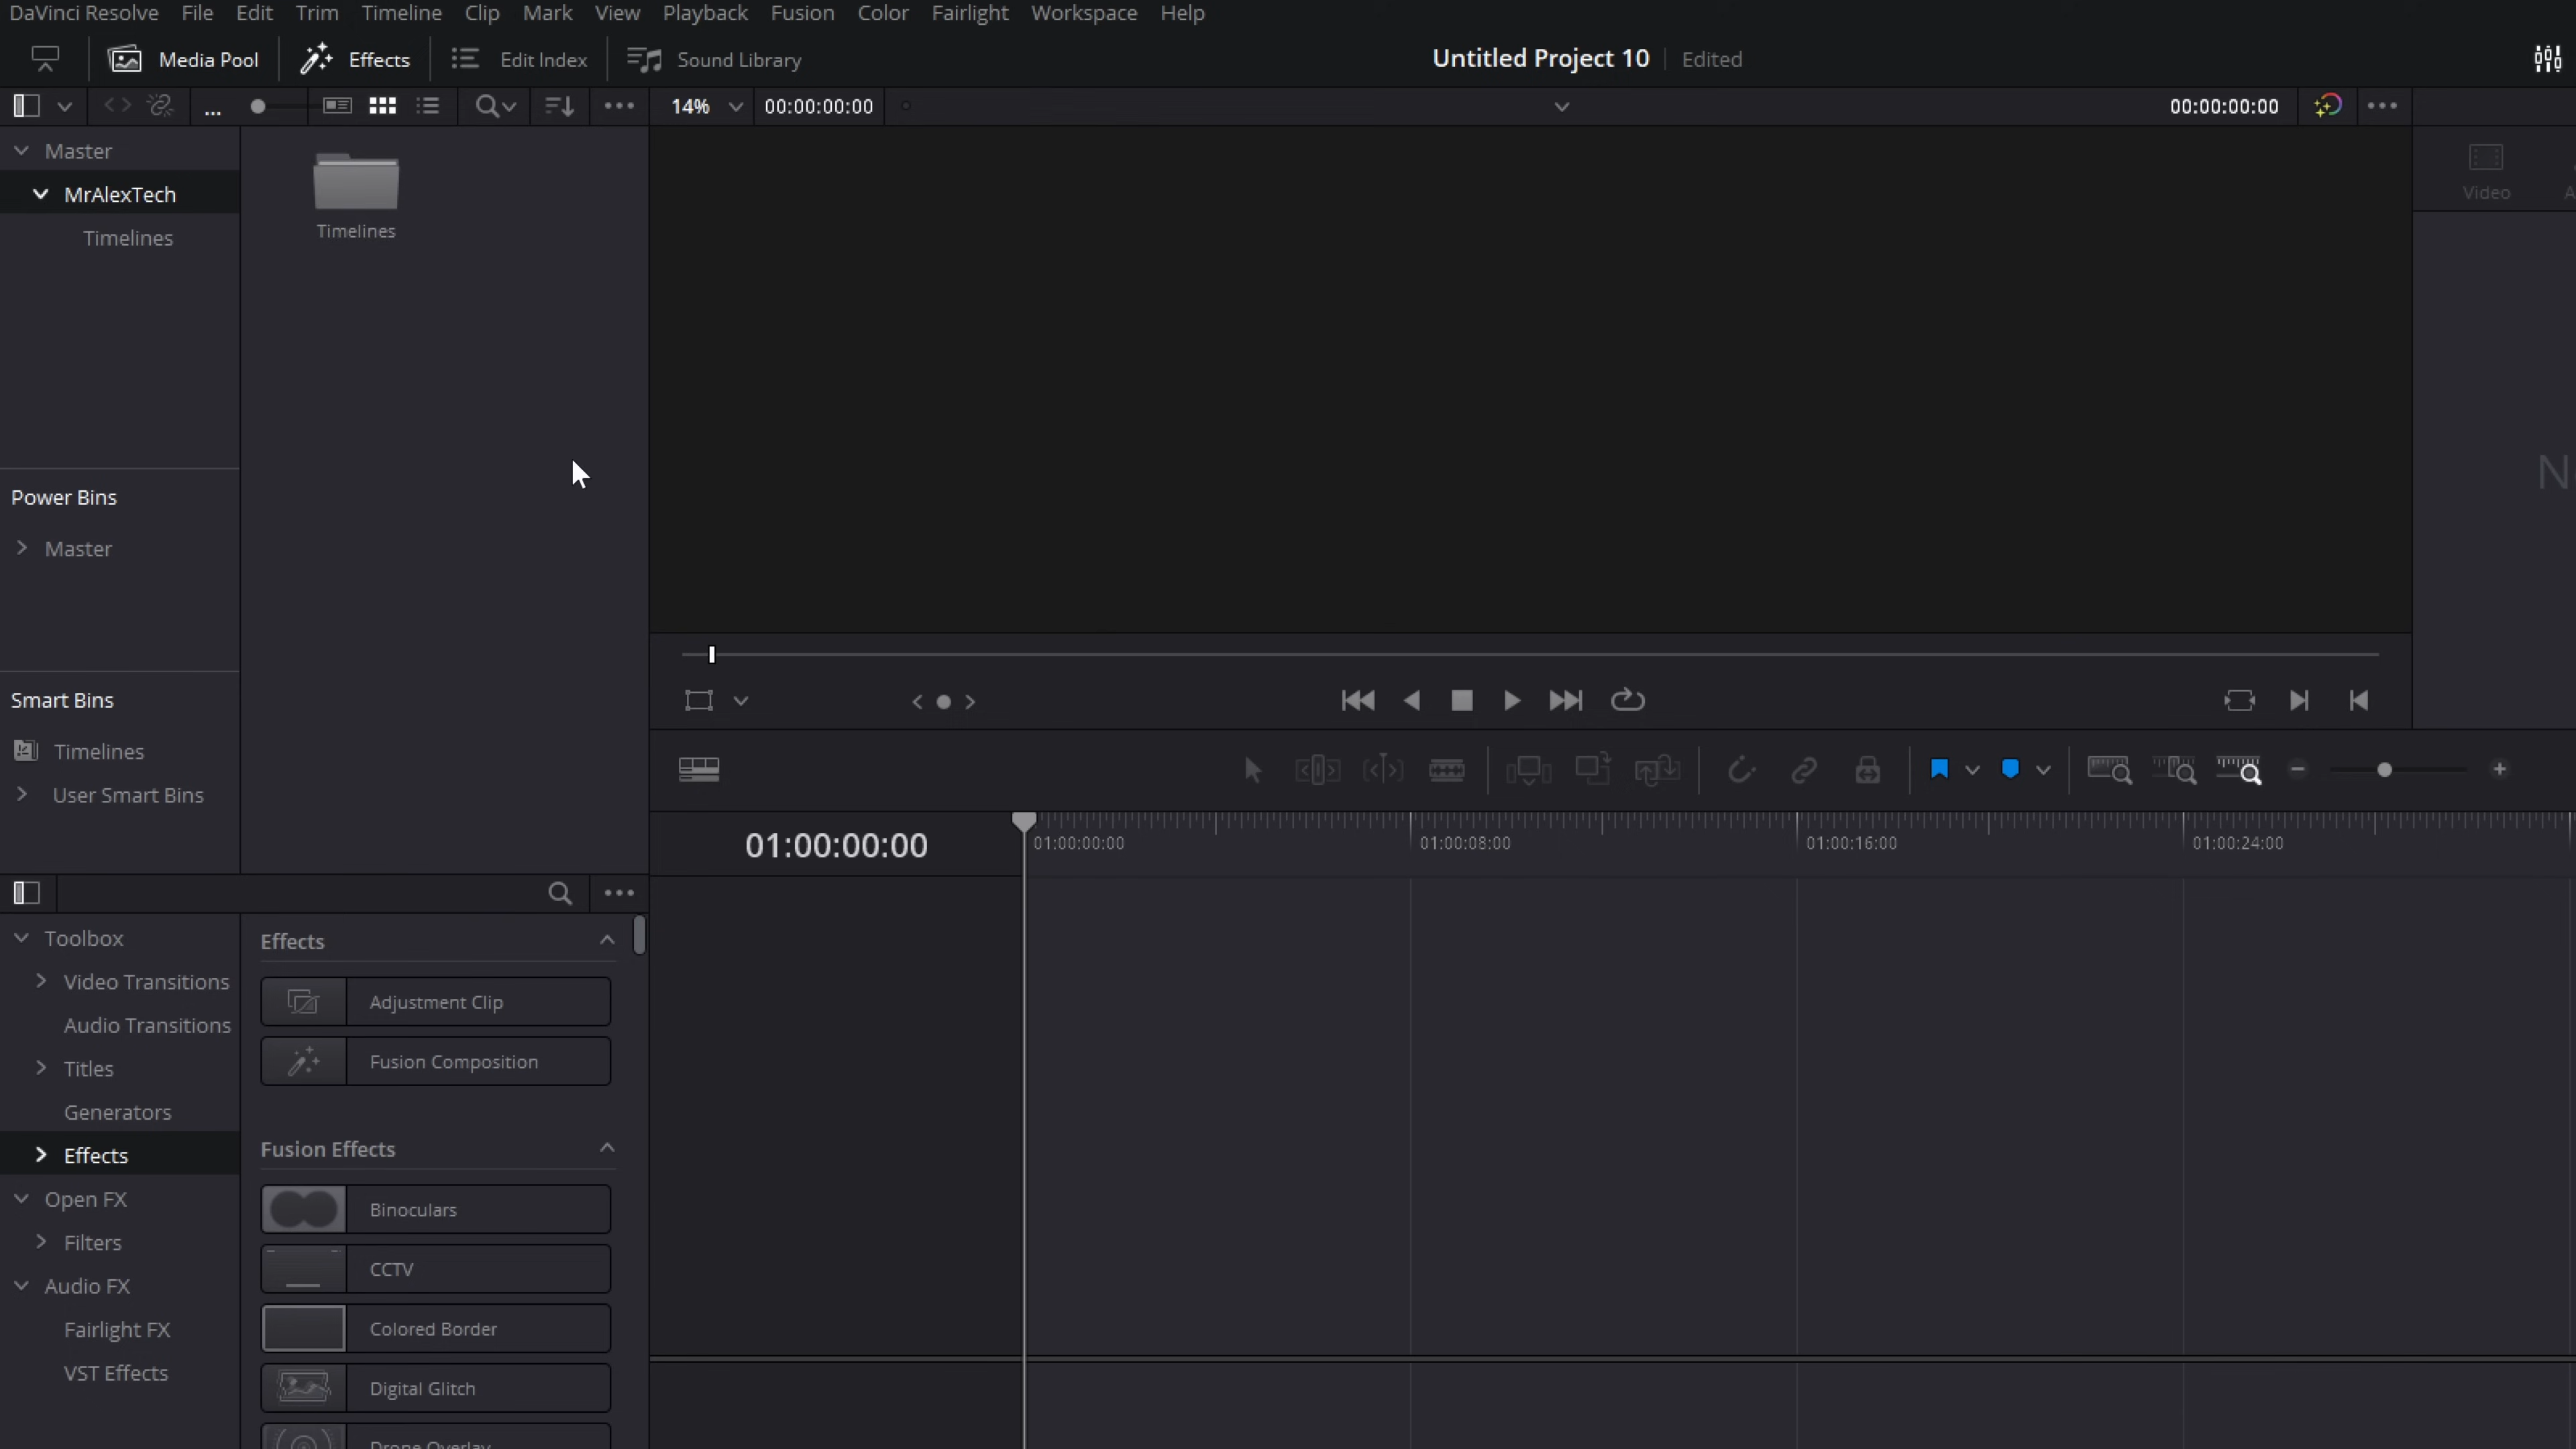 DaVinci Resolve File Edit Trim Timeline Clip Mark View Playback Fusion Color Fairlight Workspace Help
Media Pool Effects Edit Index Sound Library Untitled Project 10 Edited
... 14% 00:00:00:00 00:00:00:00
Master
MrAlexTech
Timelines
Timelines
Video
Power Bins
Master
Smart Bins
Timelines
User Smart Bins
01:00:00:00 01:00:00:00 01:00:08:00 01:00:16:00 01:00:24:00
Toolbox
Video Transitions
Audio Transitions
Titles
Generators
Effects
Open FX
Filters
Audio FX
Fairlight FX
VST Effects
Effects
Adjustment Clip
Fusion Composition
Fusion Effects
Binoculars
CCTV
Colored Border
Digital Glitch
Drone Overlay